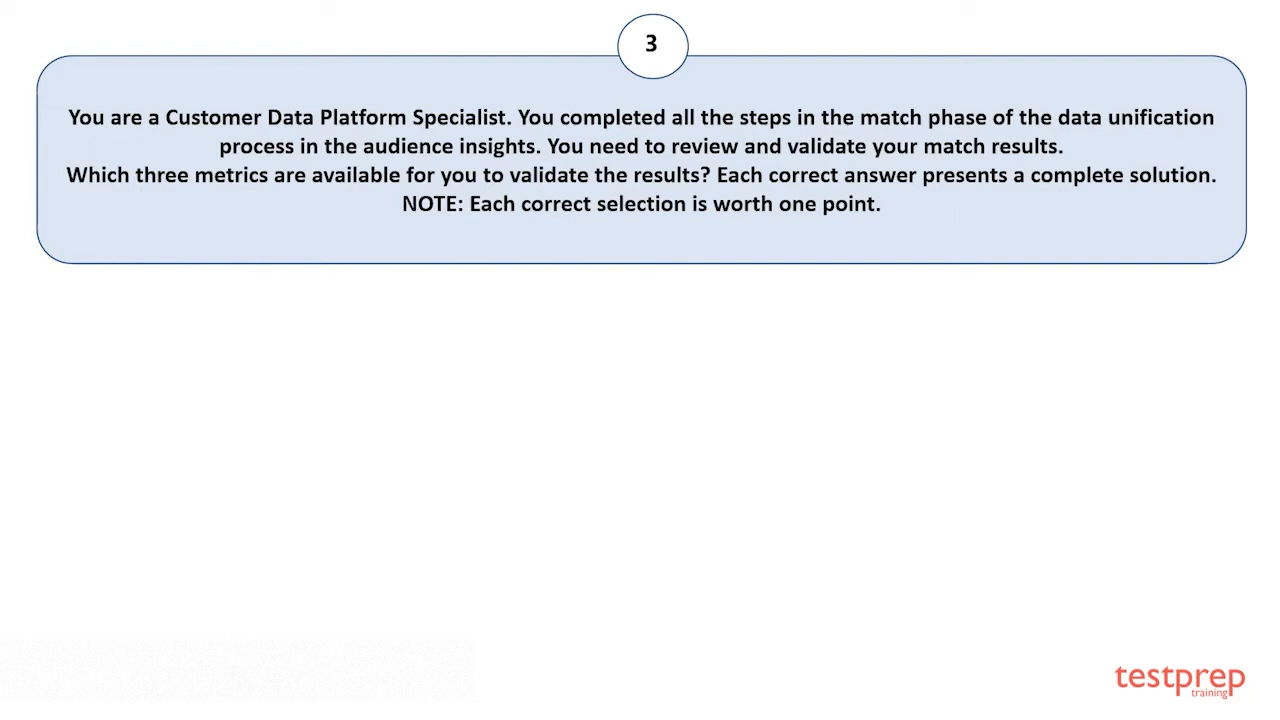 3
You are a Customer Data Platform Specialist. You completed all the steps in the match phase of the data unification
process in the audience insights. You need to review and validate your match results.
Which three metrics are available for you to validate the results? Each correct answer presents a complete solution.
NOTE: Each correct selection is worth one point.
testprep
training